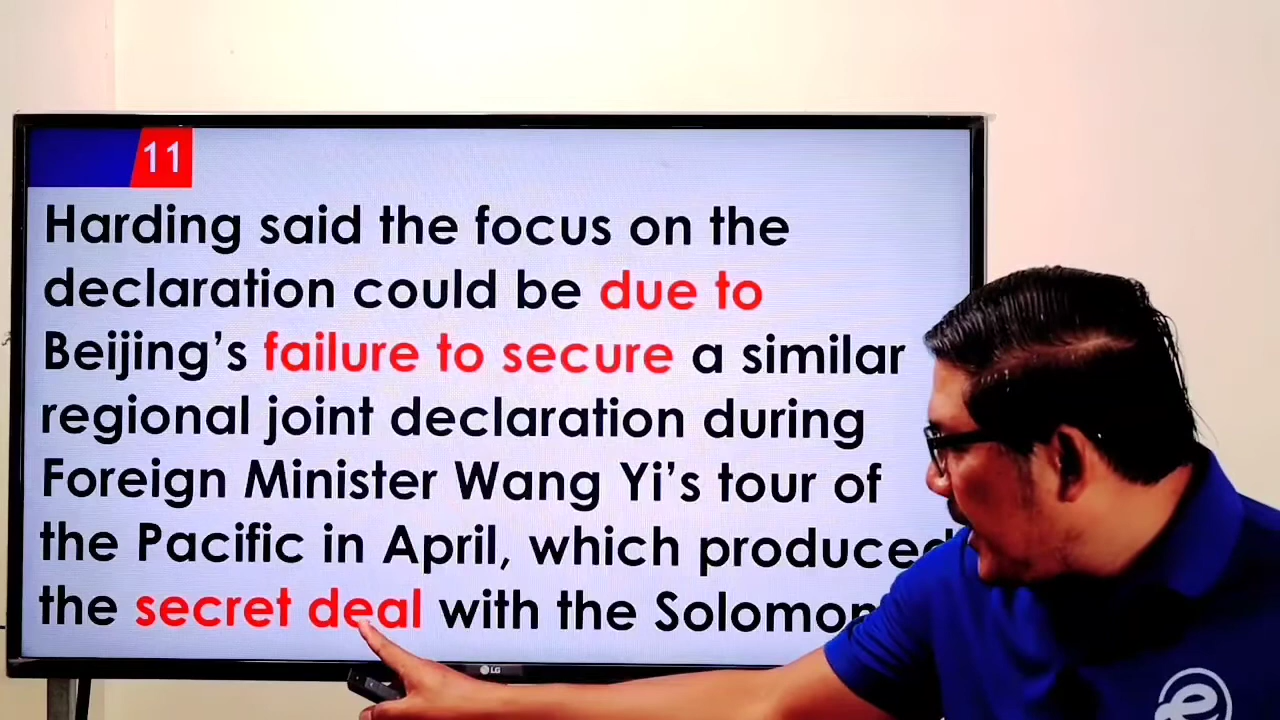 11
Harding said the focus on the
declaration could be due to
Beijing's failure to secure a similar
regional joint declaration during
Foreign Minister Wang Yi's tour of
the Pacific in April, which produced
the secret deal with the Solomon
LG
e